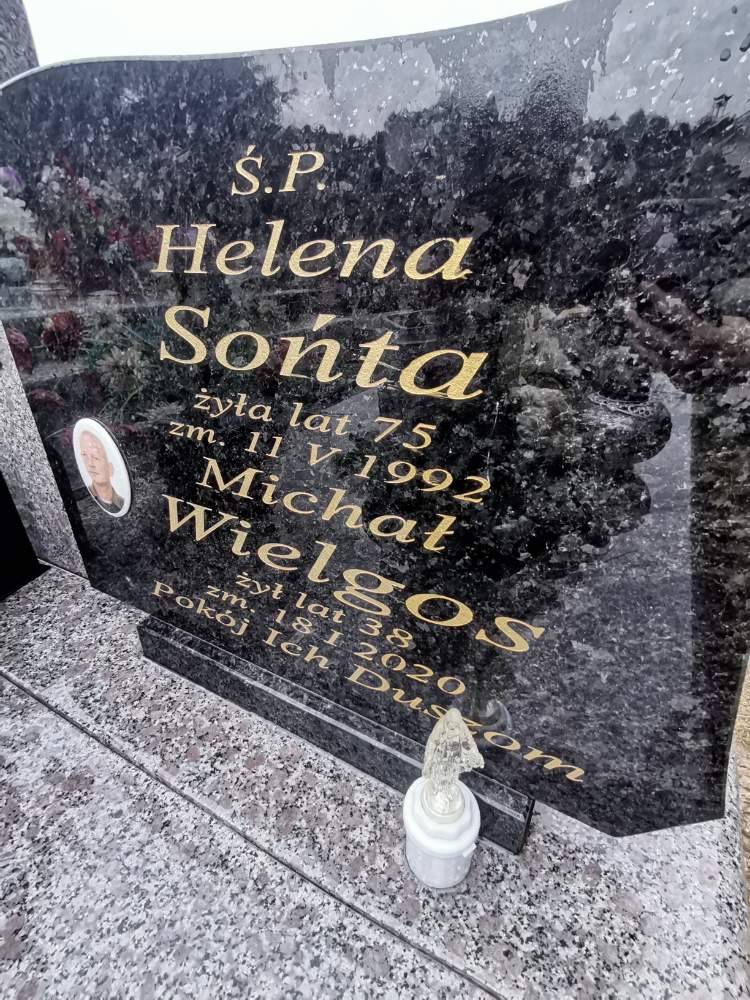 Ś.P.
Helena
Sońta
żyła lat 75
zm. 11 V 1992
Michał
Wielgos
żył lat 38
zm. 18 I 2020
Pokój Ich Duszom